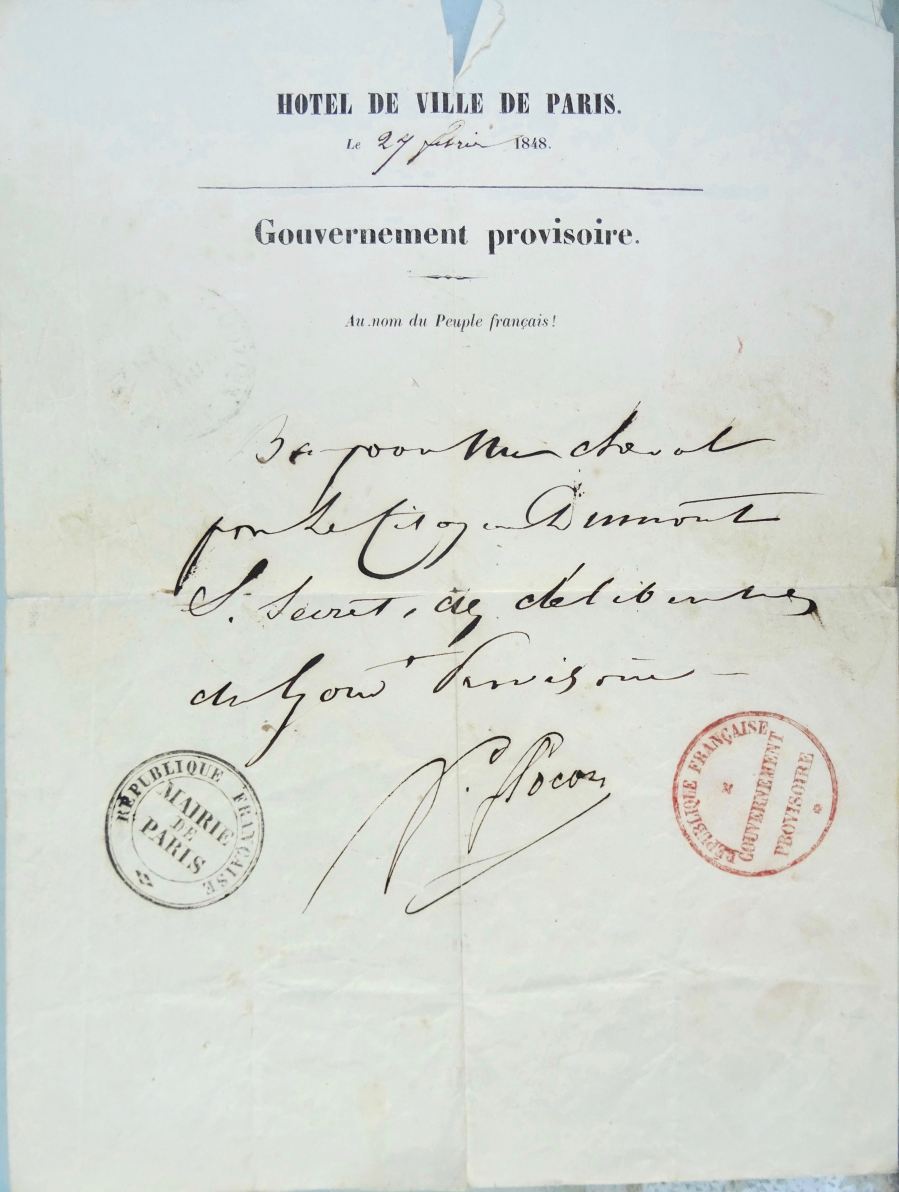 HOTEL DE VILLE DE PARIS.
Le 27 février 1848.
Gouvernement provisoire.
Au nom du Peuple français!
Bon pour un cheval
pour le Citoyen Dumont
S. Secret. des délibérations
du Gouvt Provisoire
F. Flocon
RÉPUBLIQUE FRANÇAISE
MAIRIE
DE
PARIS
RÉPUBLIQUE FRANÇAISE
GOUVERNEMENT
PROVISOIRE